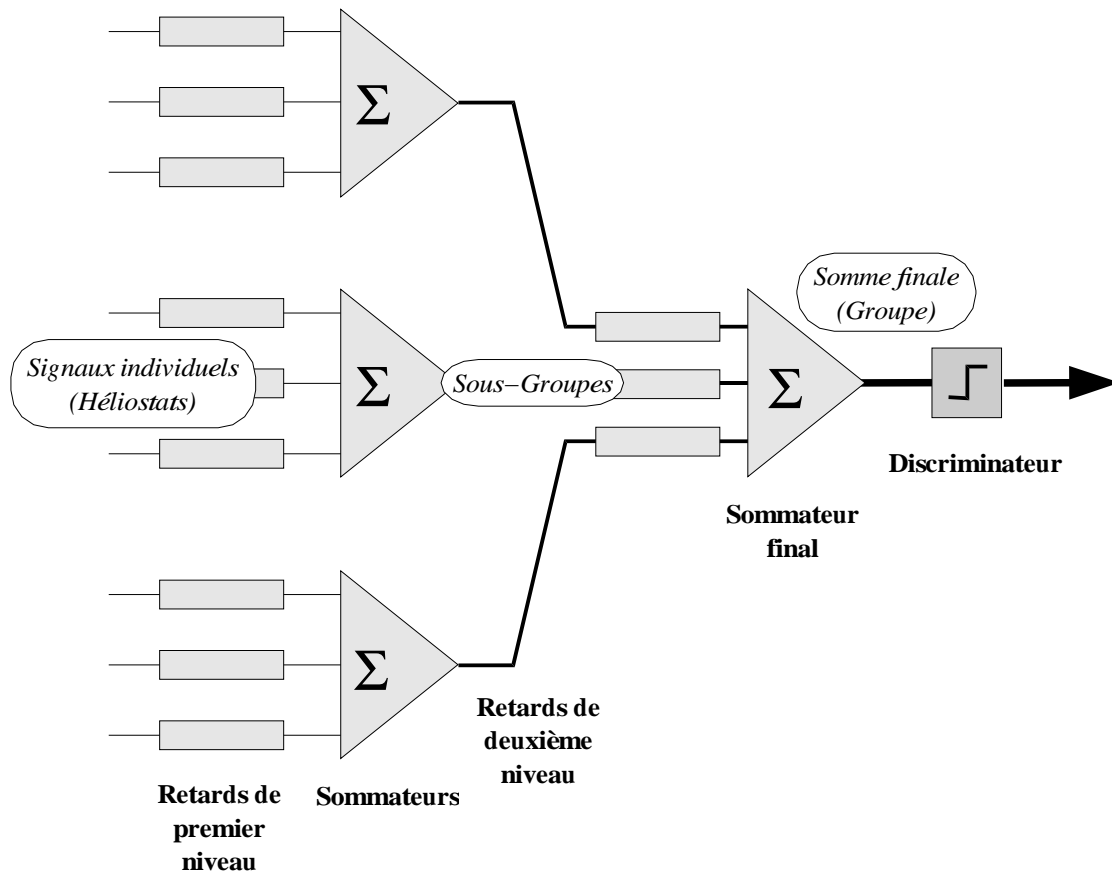 Σ
Somme finale
(Groupe)
Signaux individuels
(Héliostats)
Σ
Sous−Groupes
Σ
Discriminateur
Sommateur
final
Σ
Retards de
deuxième
niveau
Retards de
premier
niveau
Sommateurs